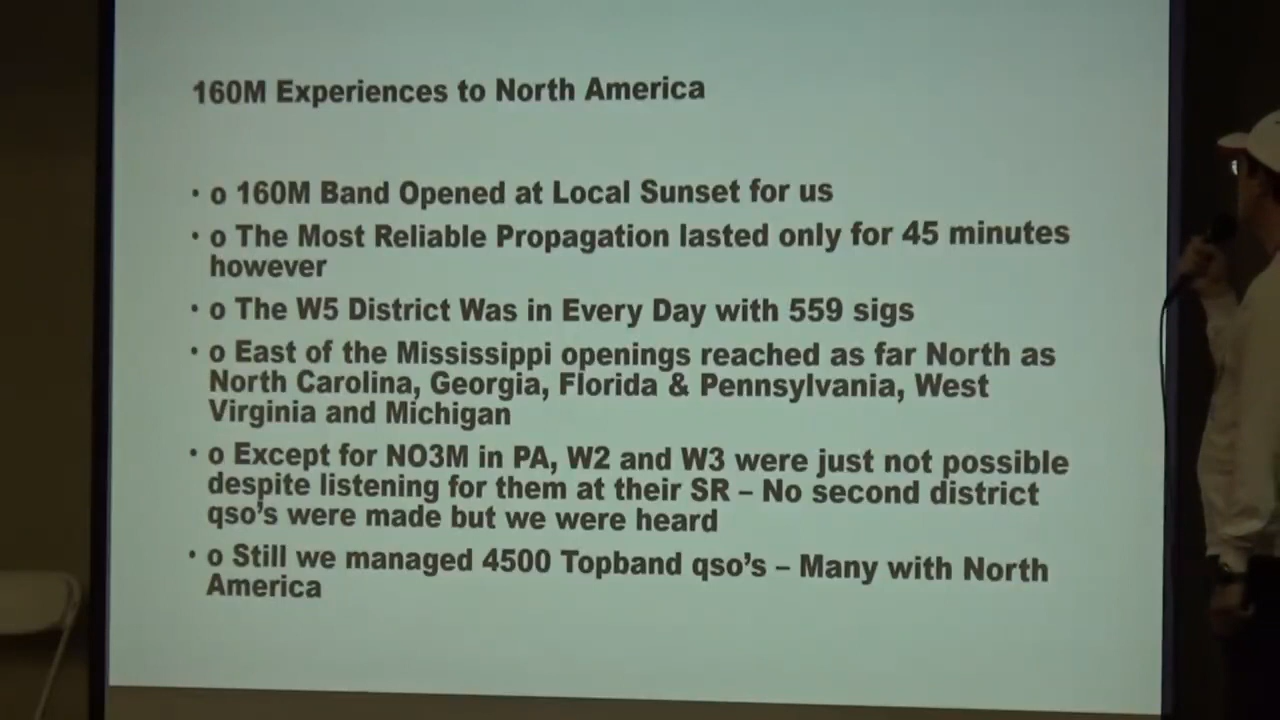 160M Experiences to North America
• o 160M Band Opened at Local Sunset for us
• o The Most Reliable Propagation lasted only for 45 minutes
however
• o The W5 District Was in Every Day with 559 sigs
• o East of the Mississippi openings reached as far North as
North Carolina, Georgia, Florida & Pennsylvania, West
Virginia and Michigan
• o Except for NO3M in PA, W2 and W3 were just not possible
despite listening for them at their SR – No second district
qso's were made but we were heard
• o Still we managed 4500 Topband qso's – Many with North
America